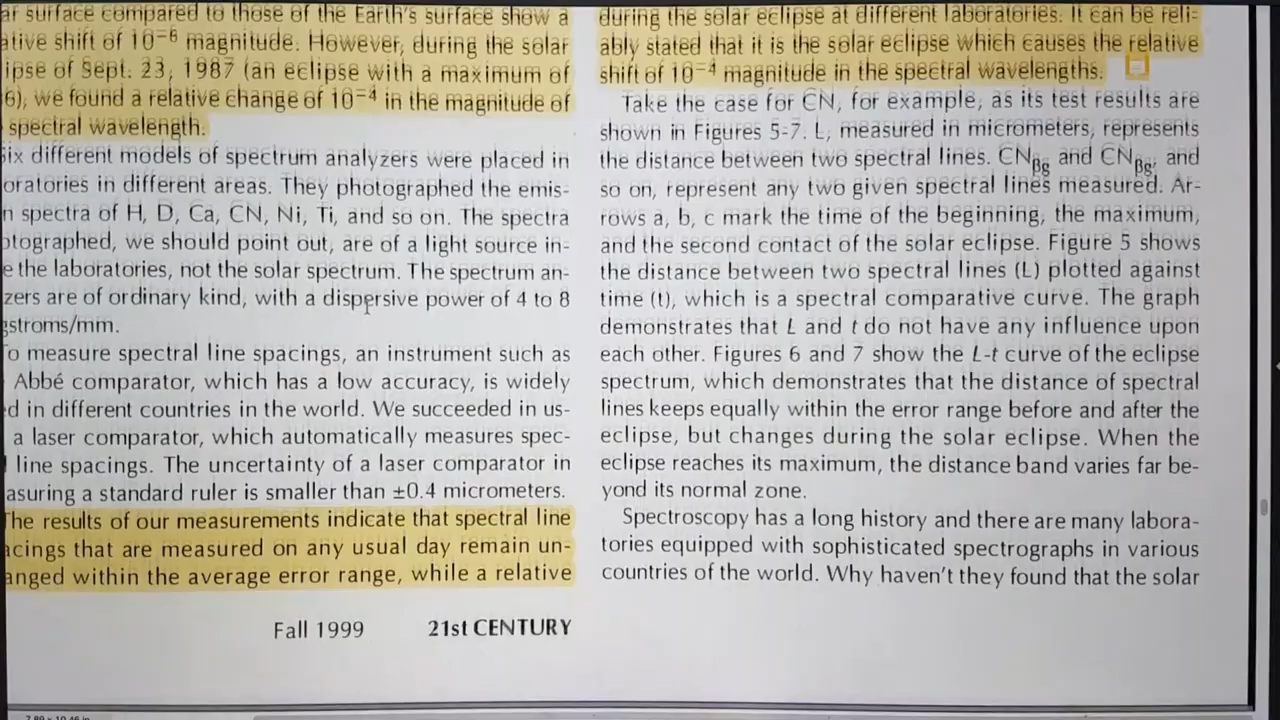 ar surface compared to those of the Earth's surface show a
ative shift of 10⁻⁶ magnitude. However, during the solar
ipse of Sept. 23, 1987 (an eclipse with a maximum of
6), we found a relative change of 10⁻⁴ in the magnitude of
spectral wavelength.
Six different models of spectrum analyzers were placed in
oratories in different areas. They photographed the emis-
n spectra of H, D, Ca, CN, Ni, Ti, and so on. The spectra
otographed, we should point out, are of a light source in-
e the laboratories, not the solar spectrum. The spectrum an-
zers are of ordinary kind, with a dispersive power of 4 to 8
gstroms/mm.
To measure spectral line spacings, an instrument such as
Abbé comparator, which has a low accuracy, is widely
ed in different countries in the world. We succeeded in us-
a laser comparator, which automatically measures spec-
l line spacings. The uncertainty of a laser comparator in
asuring a standard ruler is smaller than ±0.4 micrometers.
The results of our measurements indicate that spectral line
acings that are measured on any usual day remain un-
anged within the average error range, while a relative
during the solar eclipse at different laboratories. It can be reli-
ably stated that it is the solar eclipse which causes the relative
shift of 10⁻⁴ magnitude in the spectral wavelengths.
Take the case for CN, for example, as its test results are
shown in Figures 5-7. L, measured in micrometers, represents
the distance between two spectral lines. CNβg and CNβg, and
so on, represent any two given spectral lines measured. Ar-
rows a, b, c mark the time of the beginning, the maximum,
and the second contact of the solar eclipse. Figure 5 shows
the distance between two spectral lines (L) plotted against
time (t), which is a spectral comparative curve. The graph
demonstrates that L and t do not have any influence upon
each other. Figures 6 and 7 show the L-t curve of the eclipse
spectrum, which demonstrates that the distance of spectral
lines keeps equally within the error range before and after the
eclipse, but changes during the solar eclipse. When the
eclipse reaches its maximum, the distance band varies far be-
yond its normal zone.
Spectroscopy has a long history and there are many labora-
tories equipped with sophisticated spectrographs in various
countries of the world. Why haven't they found that the solar
Fall 1999 21st CENTURY
7.89 x 10.46 in